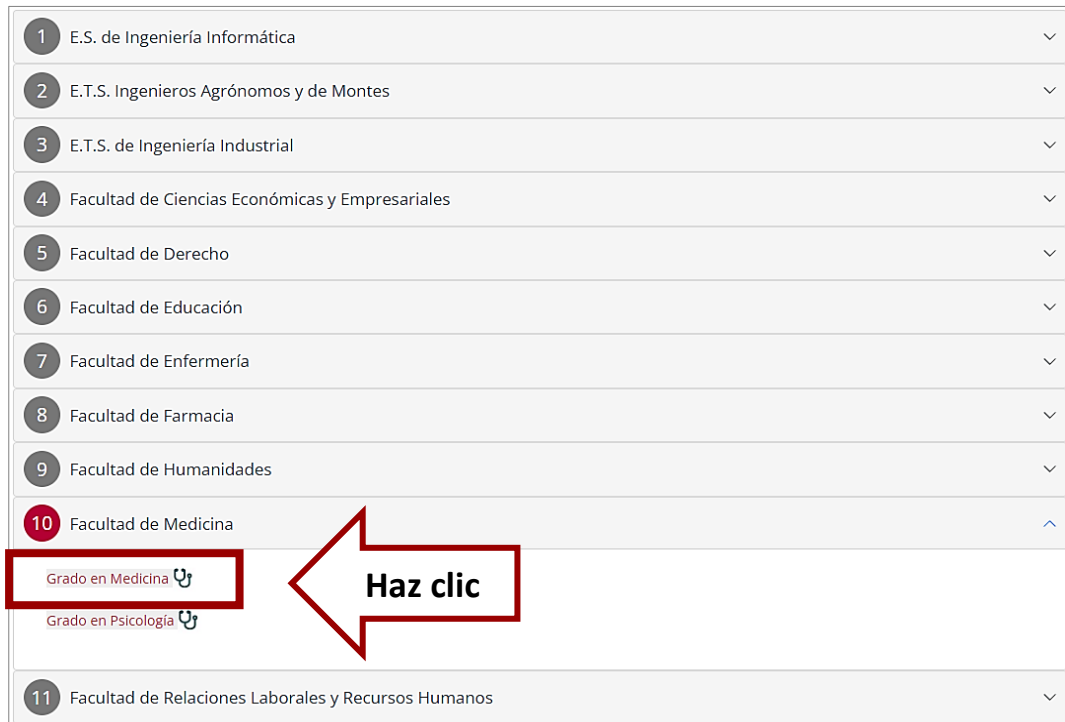 1 E.S. de Ingeniería Informática
2 E.T.S. Ingenieros Agrónomos y de Montes
3 E.T.S. de Ingeniería Industrial
4 Facultad de Ciencias Económicas y Empresariales
5 Facultad de Derecho
6 Facultad de Educación
7 Facultad de Enfermería
8 Facultad de Farmacia
9 Facultad de Humanidades
10 Facultad de Medicina
Grado en Medicina
Haz clic
Grado en Psicología
11 Facultad de Relaciones Laborales y Recursos Humanos